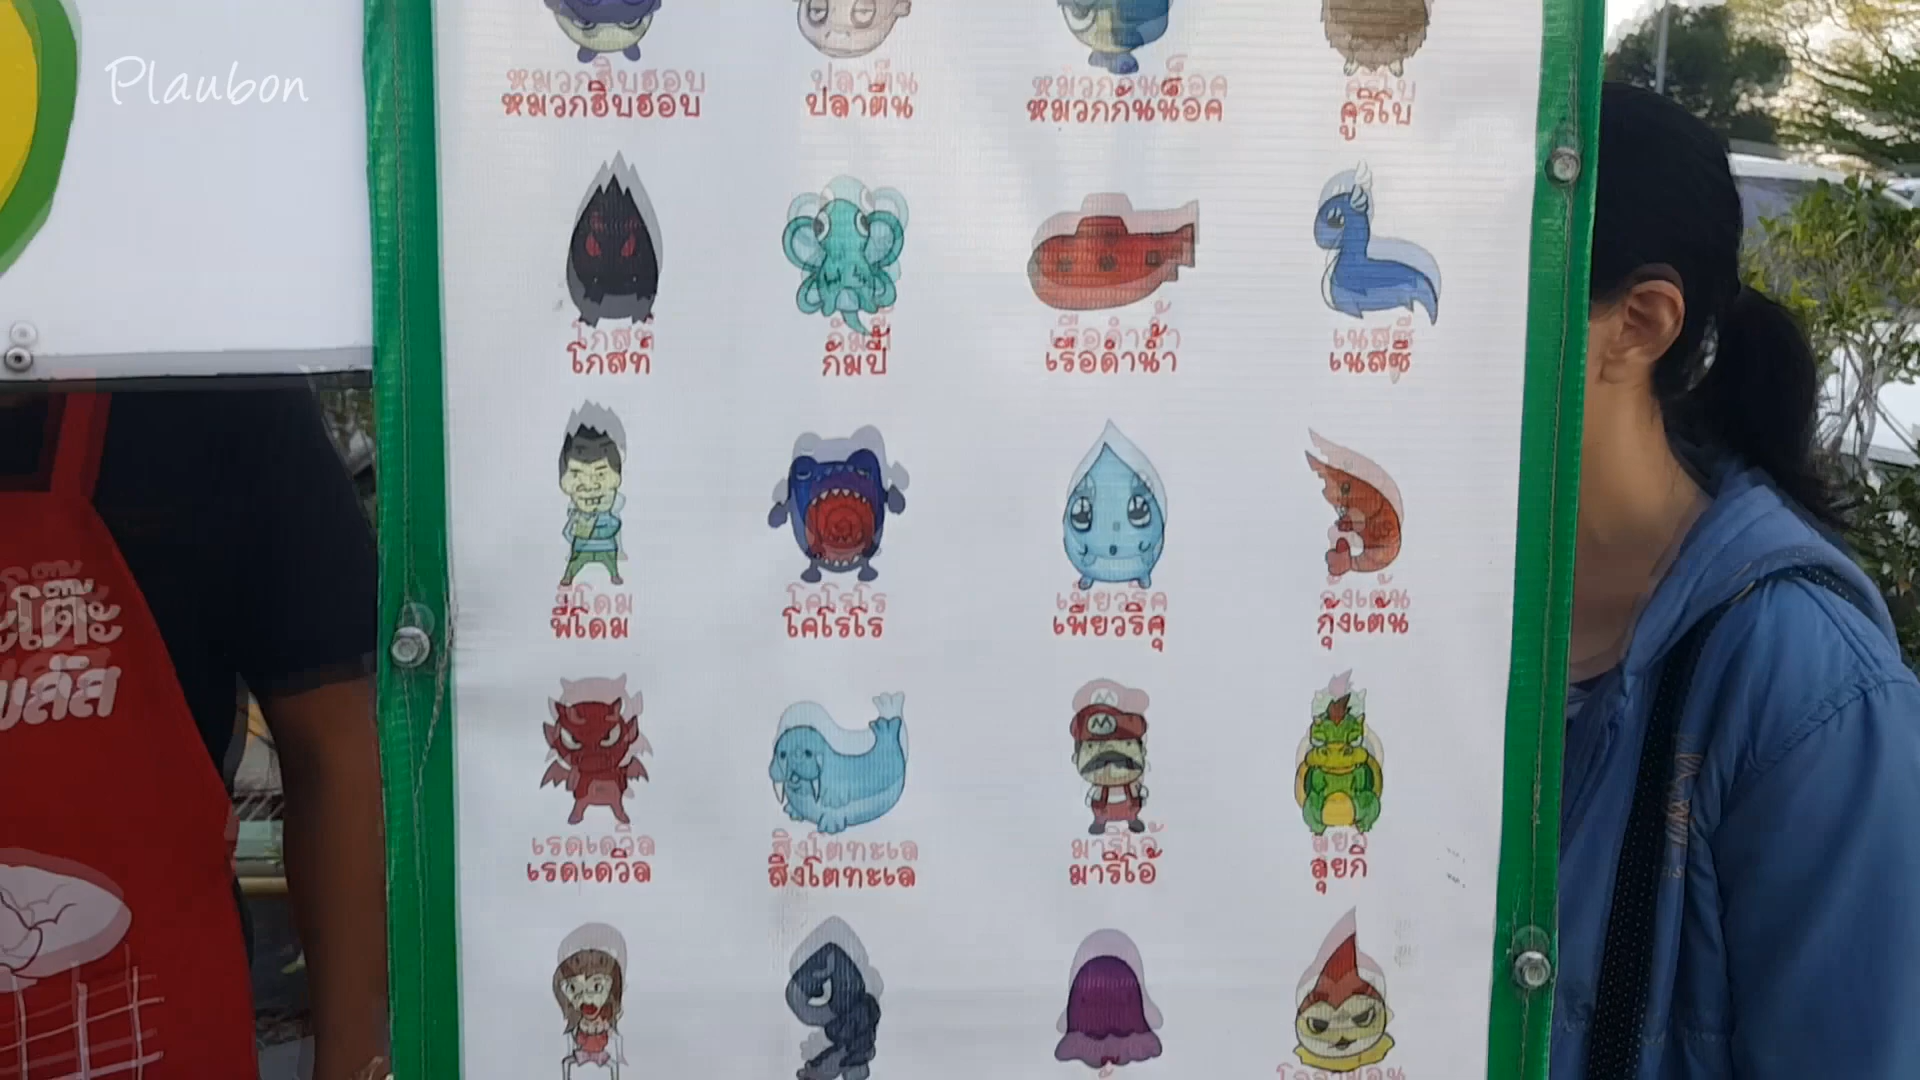 Plaubon
หมวกฮิบฮอบ ปลาตีน หมวกกันน็อค คูริโบ
โกสท์ กัมปี้ เรือดำน้ำ เนสซี
พี่โดม โคโรโร เพียวริคุ กุ้งเต้น
เรดเดวิล สิงโตทะเล มาริโอ้ ลุยกิ